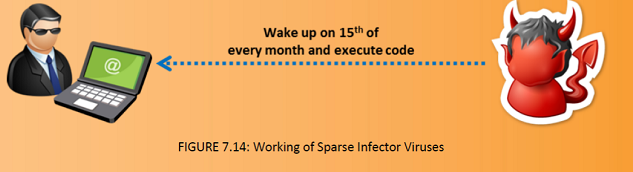 Wake up on 15th of
every month and execute code
@
FIGURE 7.14: Working of Sparse Infector Viruses